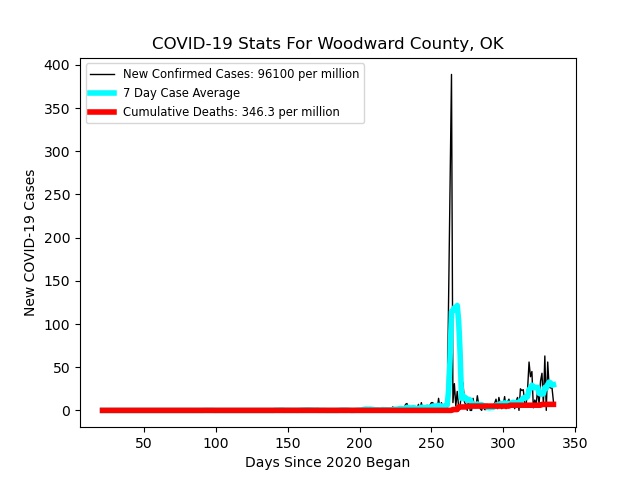 COVID-19 Stats For Woodward County, OK
New Confirmed Cases: 96100 per million
7 Day Case Average
Cumulative Deaths: 346.3 per million
New COVID-19 Cases
400
350
300
250
200
150
100
50
0
50
100
150
200
250
300
350
Days Since 2020 Began